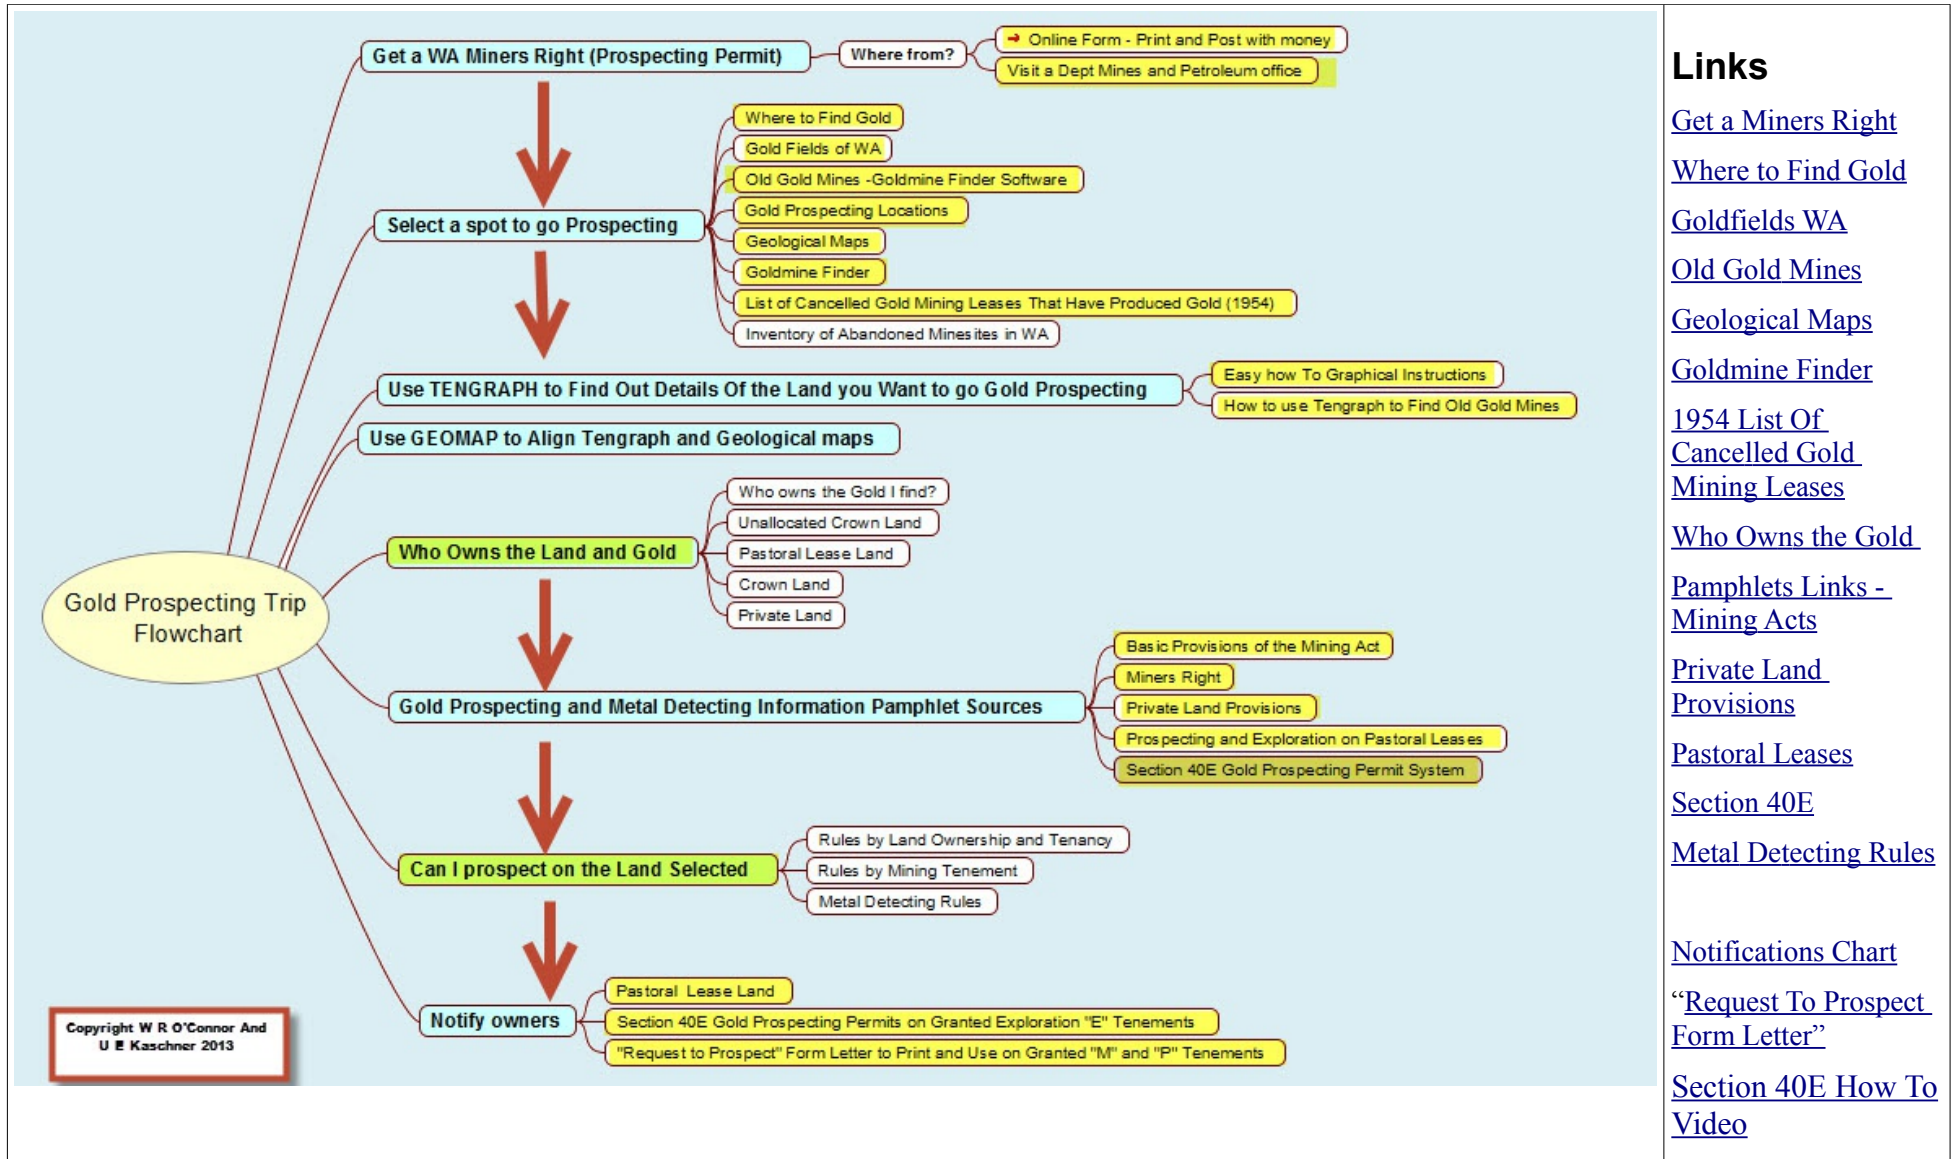 Get a WA Miners Right (Prospecting Permit)
Where from?
Online Form - Print and Post with money
Visit a Dept Mines and Petroleum office
Select a spot to go Prospecting
Where to Find Gold
Gold Fields of WA
Old Gold Mines -Goldmine Finder Software
Gold Prospecting Locations
Geological Maps
Goldmine Finder
List of Cancelled Gold Mining Leases That Have Produced Gold (1954)
Inventory of Abandoned Minesites in WA
Use TENGRAPH to Find Out Details Of the Land you Want to go Gold Prospecting
Easy how To Graphical Instructions
How to use Tengraph to Find Old Gold Mines
Use GEOMAP to Align Tengraph and Geological maps
Who Owns the Land and Gold
Who owns the Gold I find?
Unallocated Crown Land
Pastoral Lease Land
Crown Land
Private Land
Gold Prospecting Trip
Flowchart
Gold Prospecting and Metal Detecting Information Pamphlet Sources
Basic Provisions of the Mining Act
Miners Right
Private Land Provisions
Prospecting and Exploration on Pastoral Leases
Section 40E Gold Prospecting Permit System
Can I prospect on the Land Selected
Rules by Land Ownership and Tenancy
Rules by Mining Tenement
Metal Detecting Rules
Notify owners
Pastoral Lease Land
Section 40E Gold Prospecting Permits on Granted Exploration "E" Tenements
"Request to Prospect" Form Letter to Print and Use on Granted "M" and "P" Tenements
Copyright W R O'Connor And
U E Kaschner 2013
Links
Get a Miners Right
Where to Find Gold
Goldfields WA
Old Gold Mines
Geological Maps
Goldmine Finder
1954 List Of
Cancelled Gold
Mining Leases
Who Owns the Gold
Pamphlets Links -
Mining Acts
Private Land
Provisions
Pastoral Leases
Section 40E
Metal Detecting Rules
Notifications Chart
“Request To Prospect
Form Letter”
Section 40E How To
Video